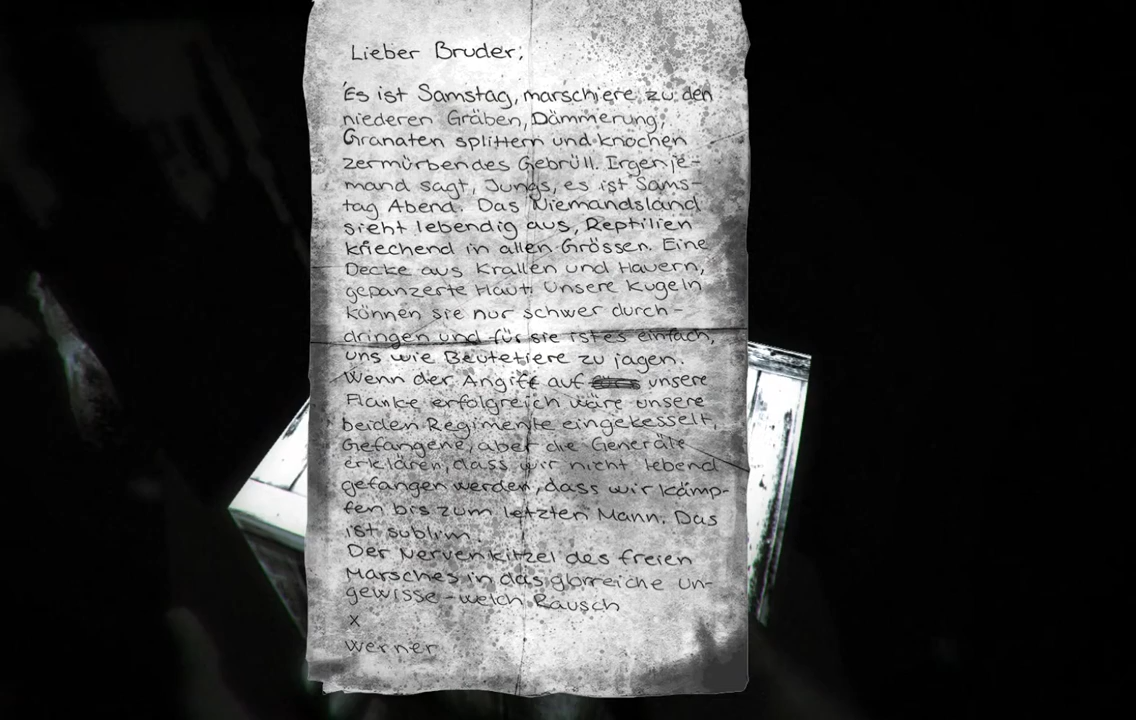 Lieber Bruder,
Es ist Samstag, marschiere zu den
niederen Gräben, Dämmerung,
Granaten splittern und knochen
zermürbendes Gebrüll. Irgenje-
mand sagt, Jungs, es ist Sams-
tag Abend. Das Niemandsland
sieht lebendig aus, Reptilien
kriechend in allen Grössen. Eine
Decke aus Krallen und Hauern,
gepanzerte Haut. Unsere Kugeln
können sie nur schwer durch-
dringen und für sie ist es einfach,
uns wie Beutetiere zu jagen.
Wenn der Angiff auf unsere
Flanke erfolgreich wäre unsere
beiden Regimente eingekesselt,
Gefangene, aber die Generäle
erklären, dass wir nicht lebend
gefangen werden, dass wir kämp-
fen bis zum letzten Mann. Das
ist sublim.
Der Nervenkitzel des freien
Marsches in das glorreiche un-
gewisse - welch Rausch
x
Werner